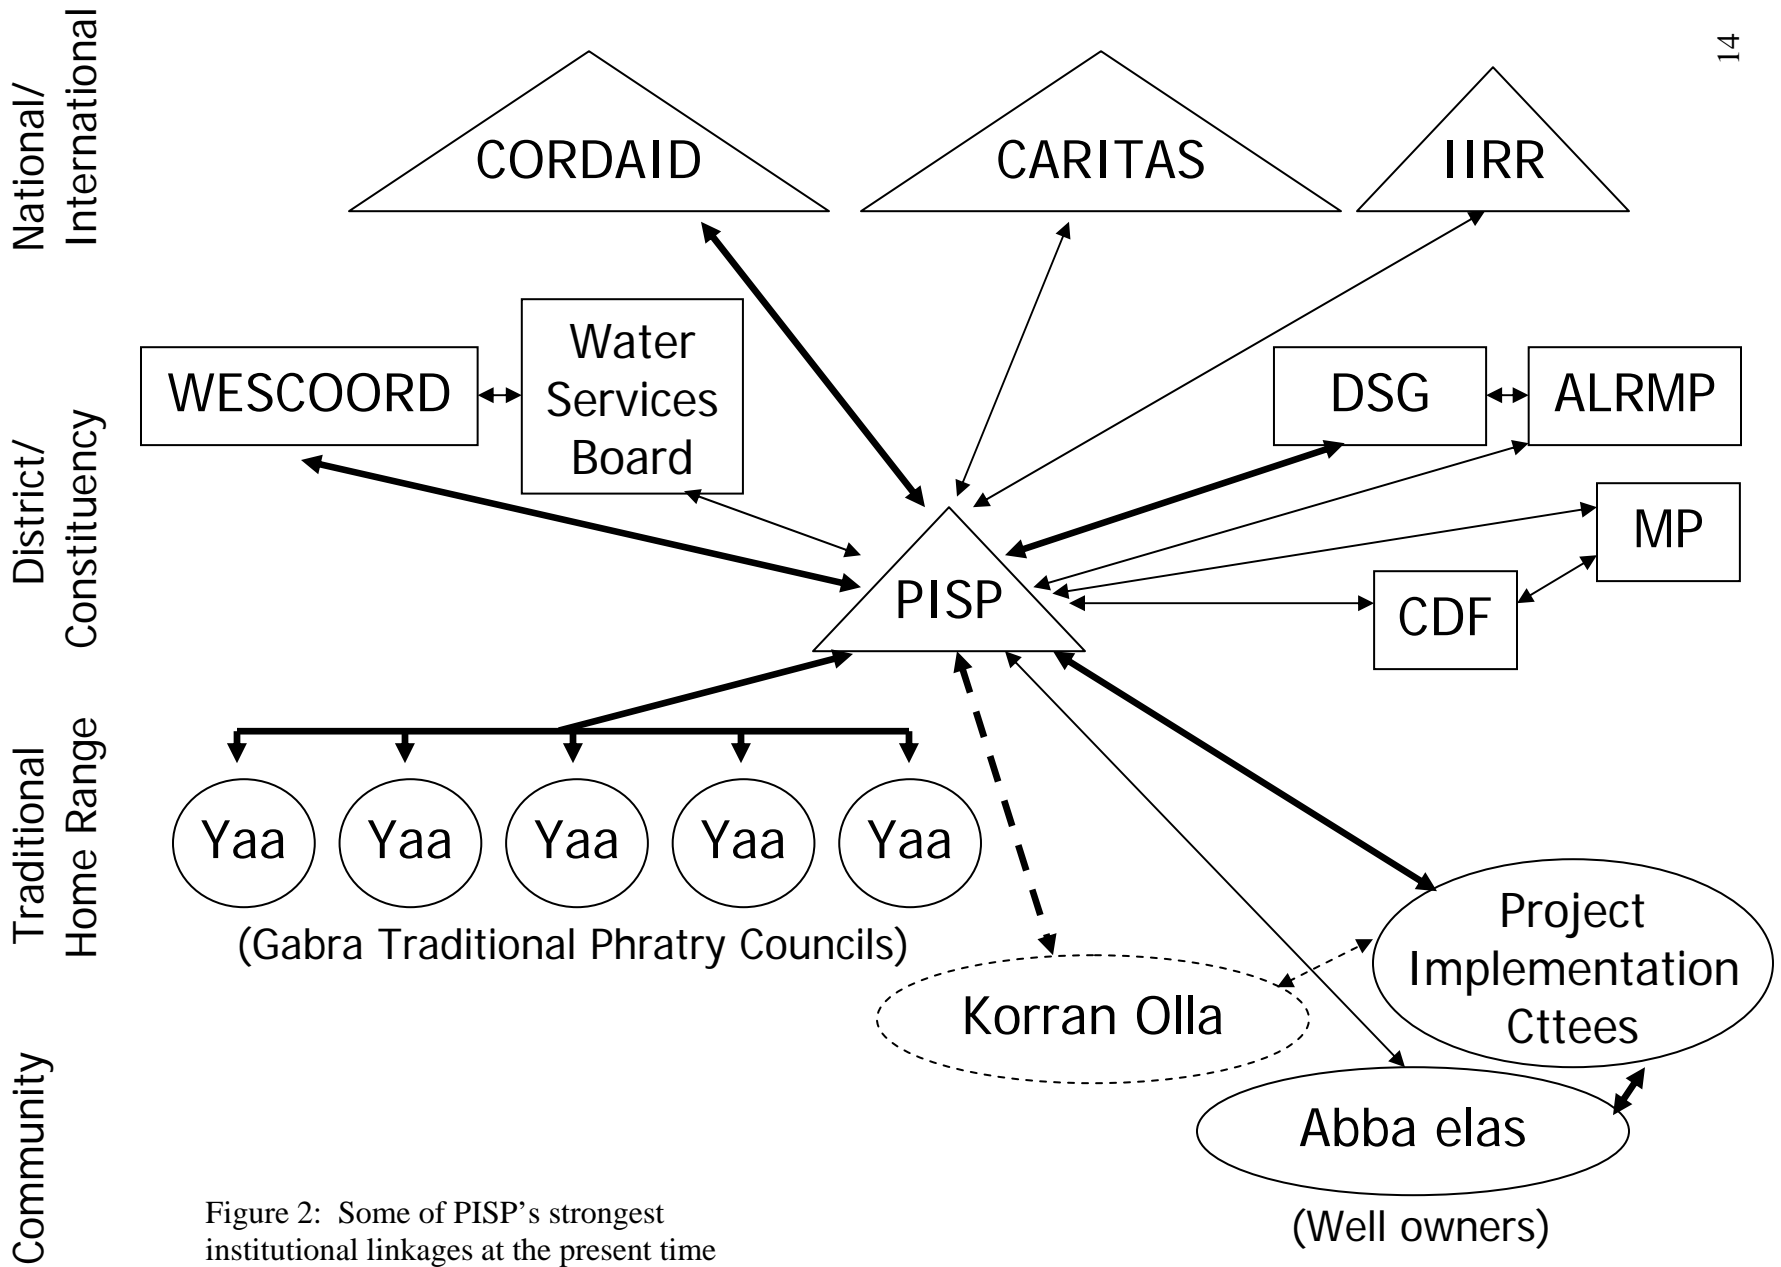 14
National/
International
CORDAID
CARITAS
IIRR
District/
Constituency
WESCOORD
Water
Services
Board
DSG
ALRMP
MP
CDF
PISP
Traditional
Home Range
Yaa
Yaa
Yaa
Yaa
Yaa
(Gabra Traditional Phratry Councils)
Project
Implementation
Cttees
Korran Olla
Community
Abba elas
(Well owners)
Figure 2: Some of PISP’s strongest
institutional linkages at the present time